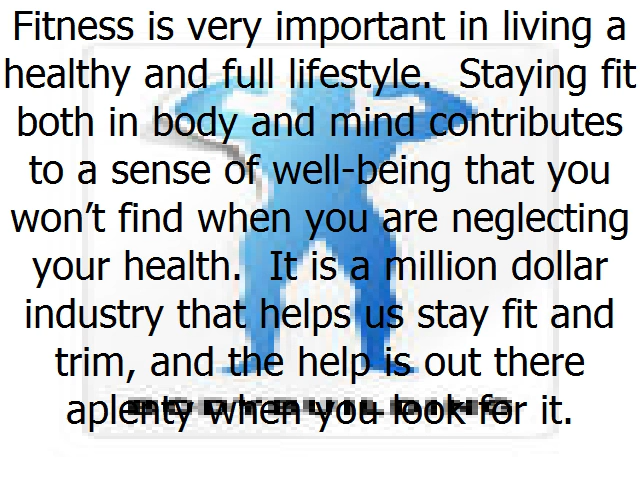 Fitness is very important in living a
healthy and full lifestyle.  Staying fit
both in body and mind contributes
to a sense of well-being that you
won’t find when you are neglecting
your health.  It is a million dollar
industry that helps us stay fit and
trim, and the help is out there
aplenty when you look for it.